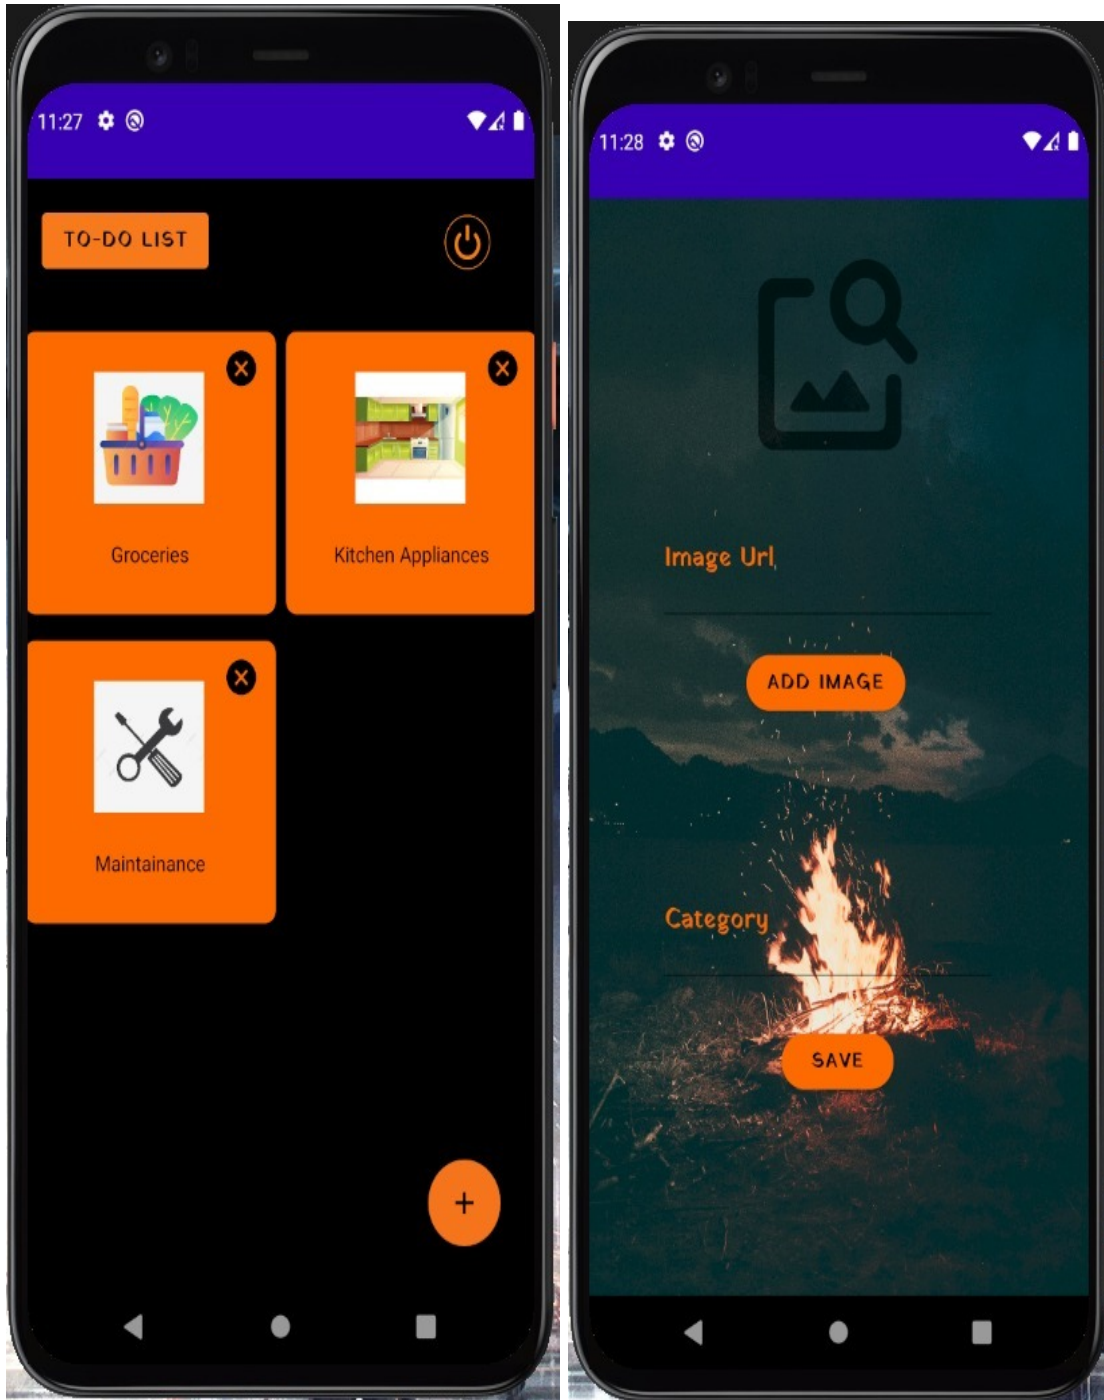 11:27
TO-DO LIST
Groceries
Kitchen Appliances
Maintainance
+
11:28
Image Url
ADD IMAGE
Category
SAVE